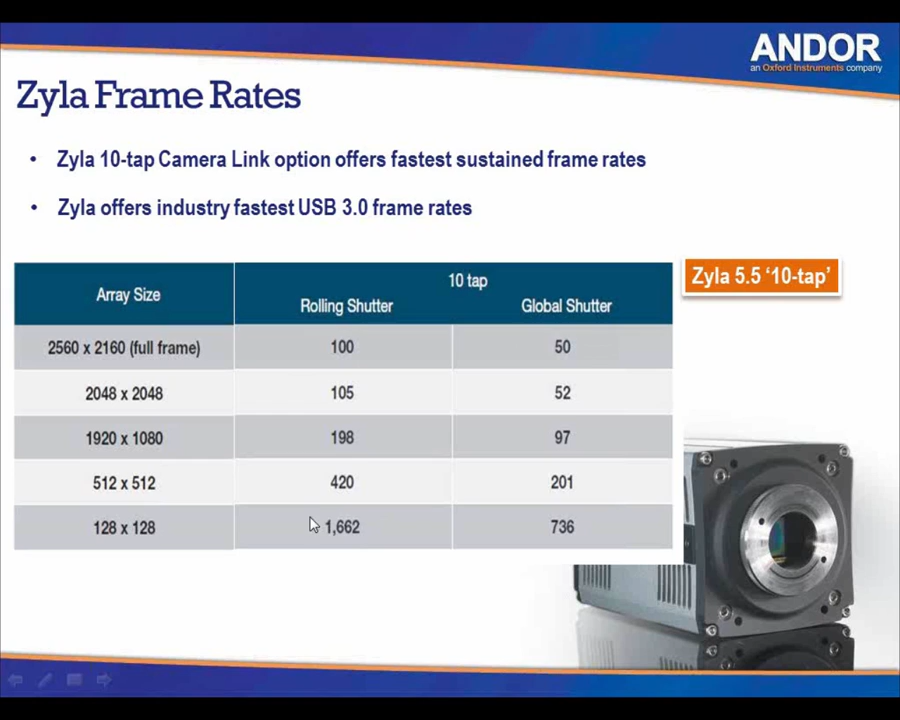 ANDOR
an Oxford Instruments company
Zyla Frame Rates
• Zyla 10-tap Camera Link option offers fastest sustained frame rates
• Zyla offers industry fastest USB 3.0 frame rates
Zyla 5.5 ‘10-tap’
Array Size 10 tap
Rolling Shutter Global Shutter
2560 x 2160 (full frame) 100 50
2048 x 2048 105 52
1920 x 1080 198 97
512 x 512 420 201
128 x 128 1,662 736